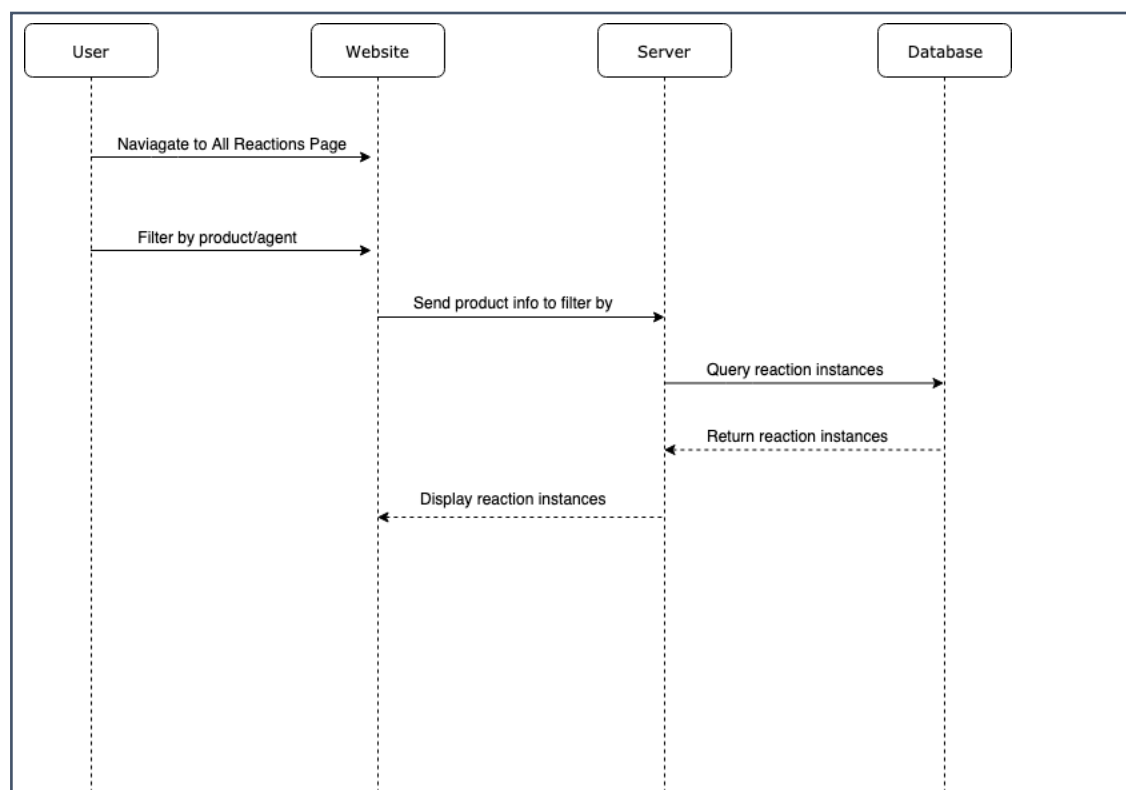 User
Website
Server
Database
Naviagate to All Reactions Page
Filter by product/agent
Send product info to filter by
Query reaction instances
Return reaction instances
Display reaction instances